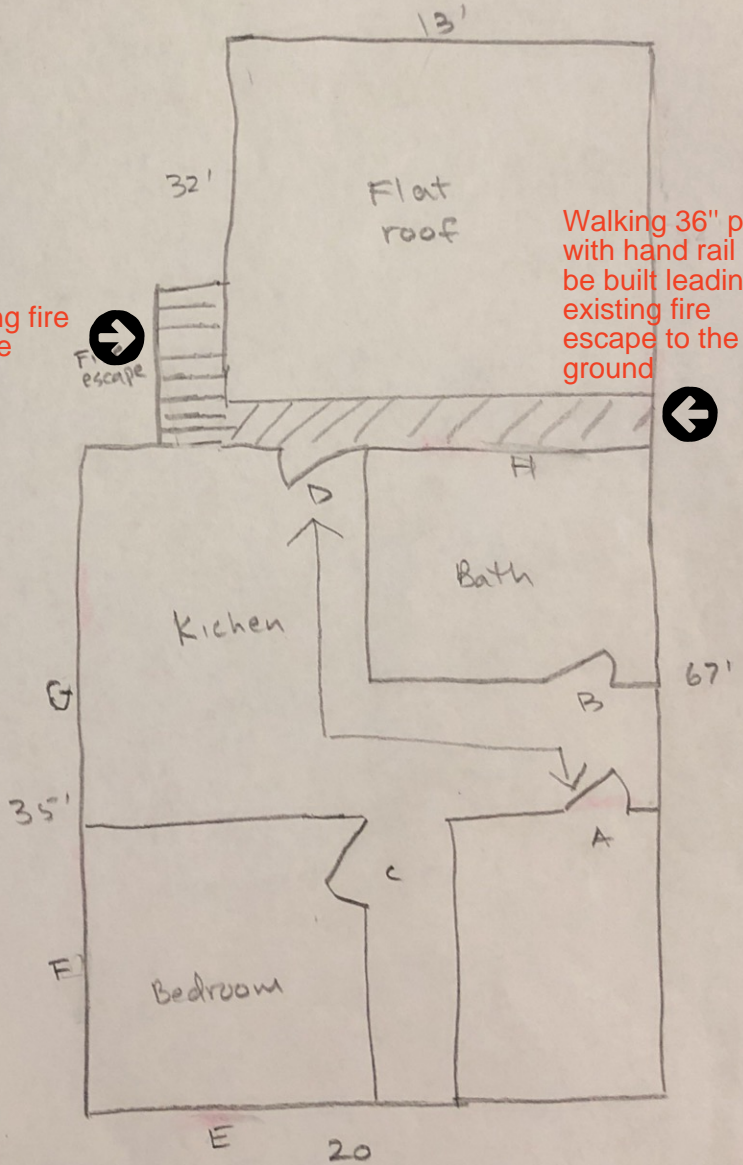 13'
32'
Flat
roof
Walking 36" p
with hand rail
be built leadin
existing fire
escape to the
ground
ng fire
e
escape
D
H
Bath
Kichen
B
67'
G
35'
A
C
F
Bedroom
E
20